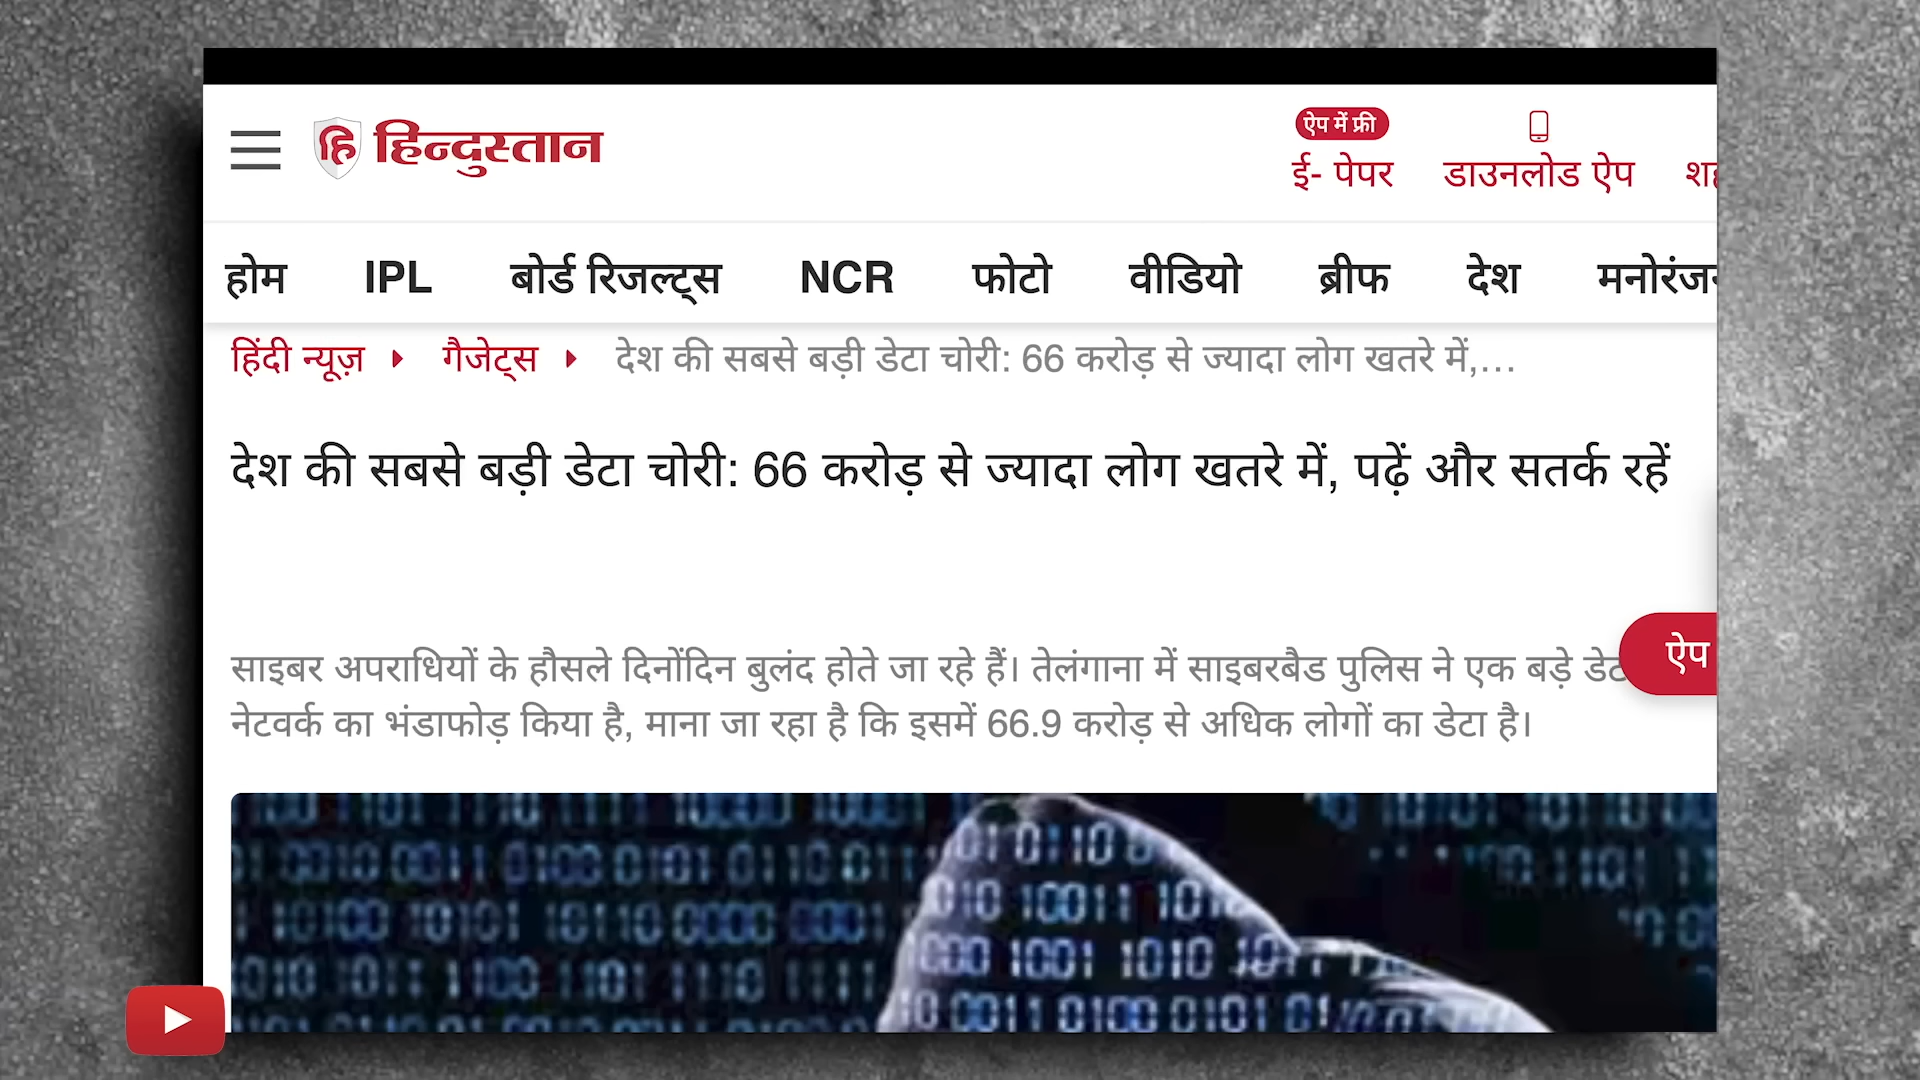 हिन्दुस्तान
ऐप में फ्री
ई- पेपर
डाउनलोड ऐप
होम IPL बोर्ड रिजल्ट्स NCR फोटो वीडियो ब्रीफ देश
हिंदी न्यूज़ गैजेट्स देश की सबसे बड़ी डेटा चोरी: 66 करोड़ से ज्यादा लोग खतरे में,...
देश की सबसे बड़ी डेटा चोरी: 66 करोड़ से ज्यादा लोग खतरे में, पढ़ें और सतर्क रहें
ऐप
साइबर अपराधियों के हौसले दिनोंदिन बुलंद होते जा रहे हैं। तेलंगाना में साइबरबैड पुलिस ने एक बड़े
नेटवर्क का भंडाफोड़ किया है, माना जा रहा है कि इसमें 66.9 करोड़ से अधिक लोगों का डेटा है।